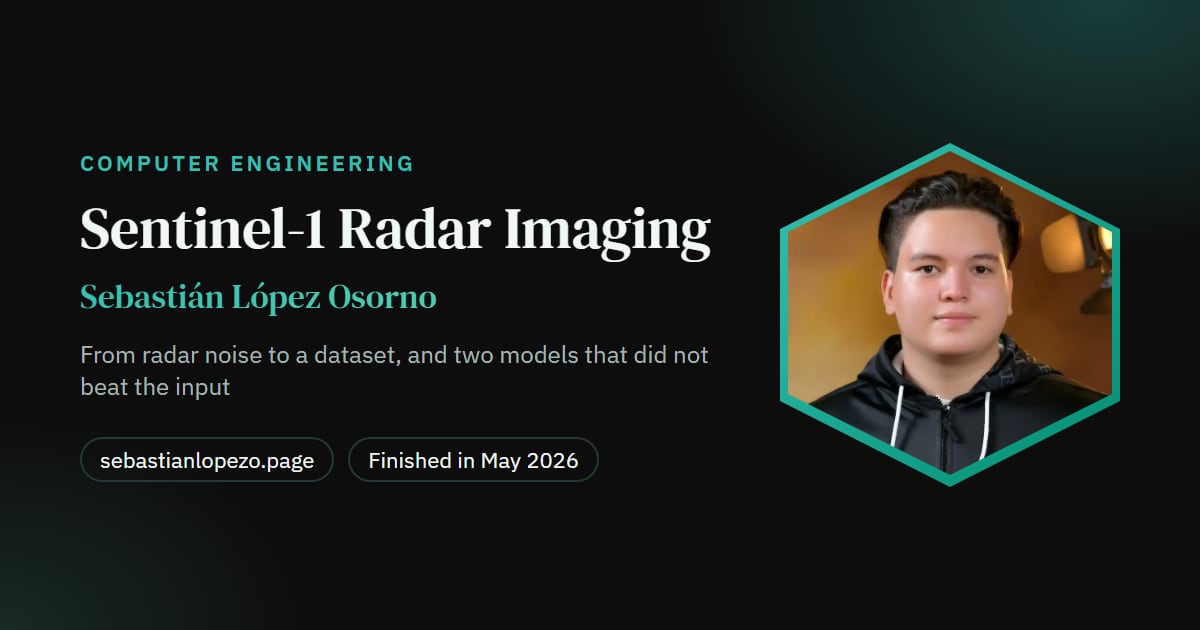 COMPUTER ENGINEERING
Sentinel-1 Radar Imaging
Sebastián López Osorno
From radar noise to a dataset, and two models that did not
beat the input
sebastianlopezo.page
Finished in May 2026